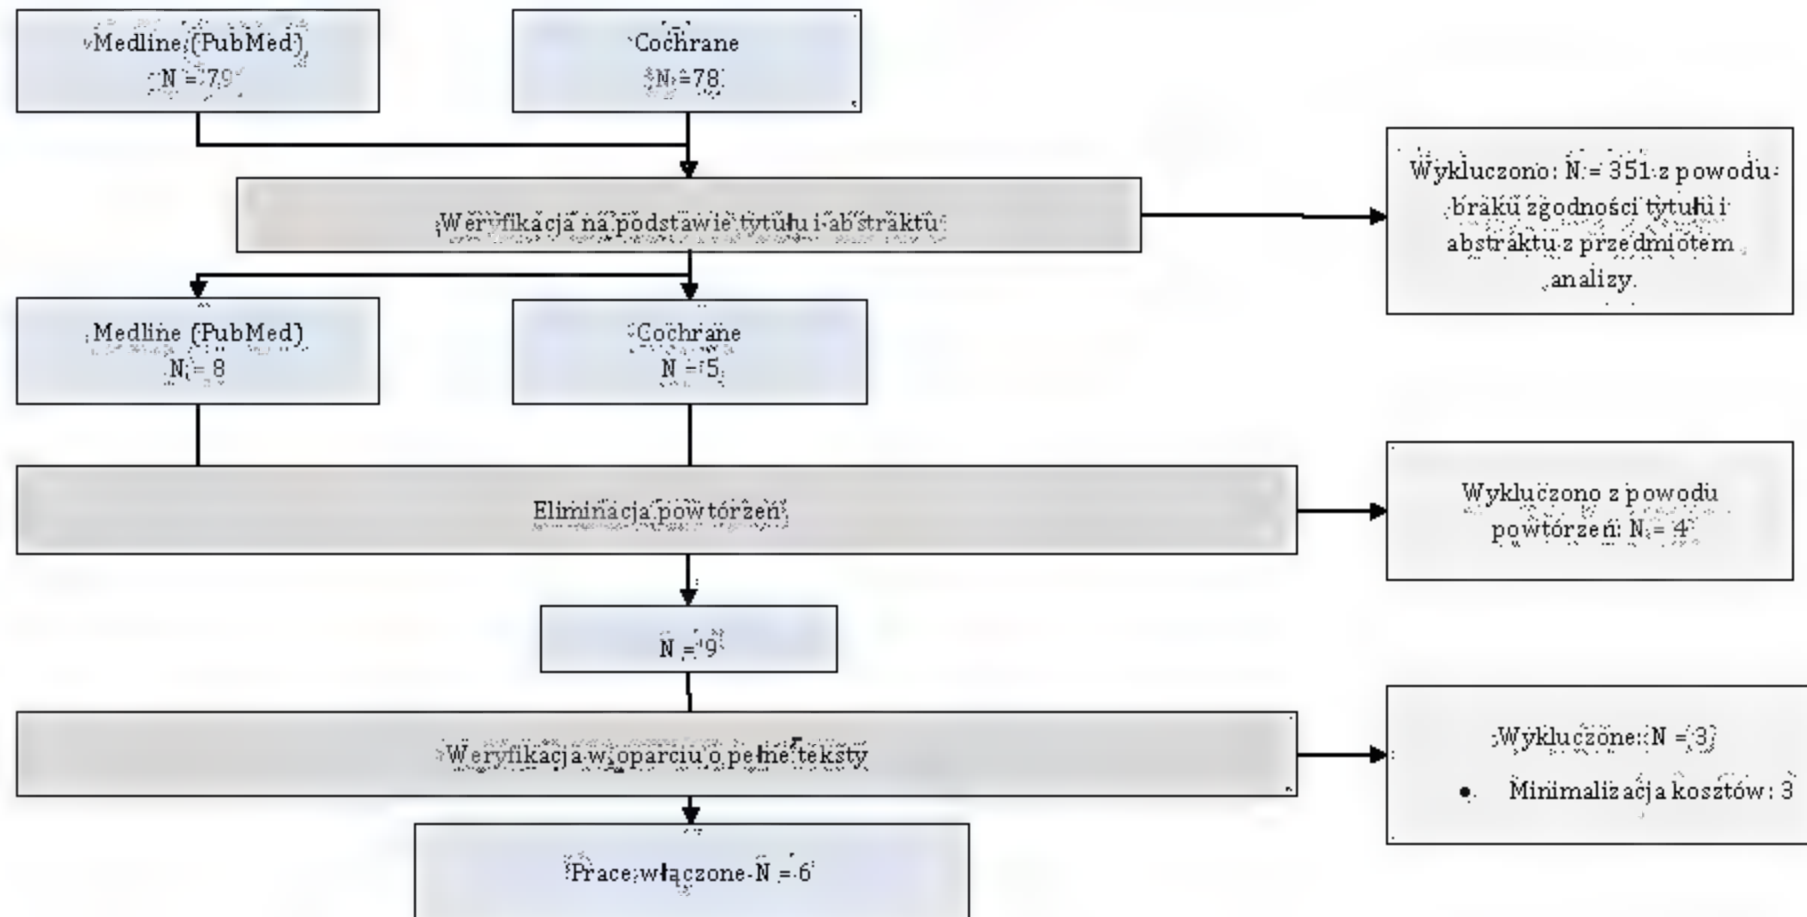 Medline (PubMed)
N = 79
Cochrane
N =78
Weryfikacja na podstawie tytułu i abstraktu
Wykluczono: N = 351 z powodu
braku zgodności tytułu i
abstraktu z przedmiotem
analizy.
Medline (PubMed)
N = 8
Cochrane
N = 5
Eliminacja powtórzeń
Wykluczono z powodu
powtórzeń: N = 4
N = 9
Weryfikacja w oparciu o pełne teksty
Wykluczone: N = 3
• Minimalizacja kosztów: 3
Prace włączone N = 6